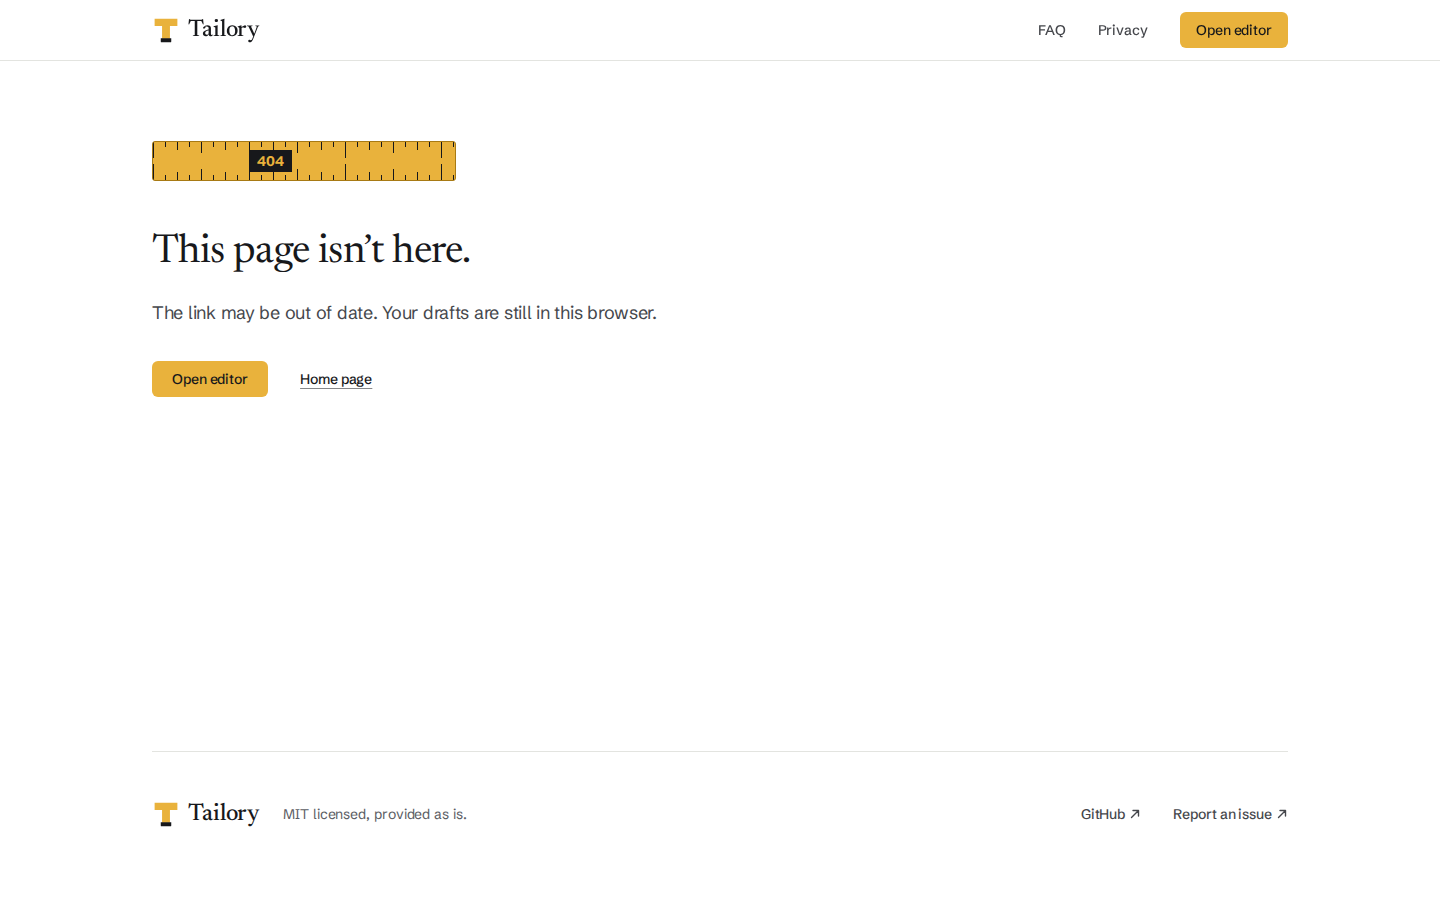 Tailory
FAQ
Privacy
Open editor
404
This page isn’t here.
The link may be out of date. Your drafts are still in this browser.
Open editor
Home page
Tailory
MIT licensed, provided as is.
GitHub ↗
Report an issue ↗